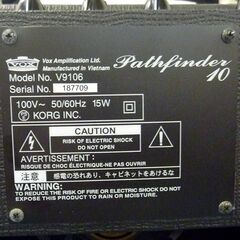 VOX
Vox Amplification Ltd.
Manufactured in Vietnam
Pathfinder
10
Model No. V9106
Serial No. 187709
100V~ 50/60Hz 15W
KORG INC.
CAUTION
RISK OF ELECTRIC SHOCK
DO NOT OPEN
AVERTISSEMENT:
RISQUE DE CHOC ÉLECTRIQUE-NE PAS OUVRIR
注意 感電の恐れあり、キャビネットをあけるな
WARNING:
TO REDUCE THE RISK OF FIRE OR ELECTRIC SHOCK DO NOT
EXPOSE THIS PRODUCT TO RAIN OR MOISTURE.